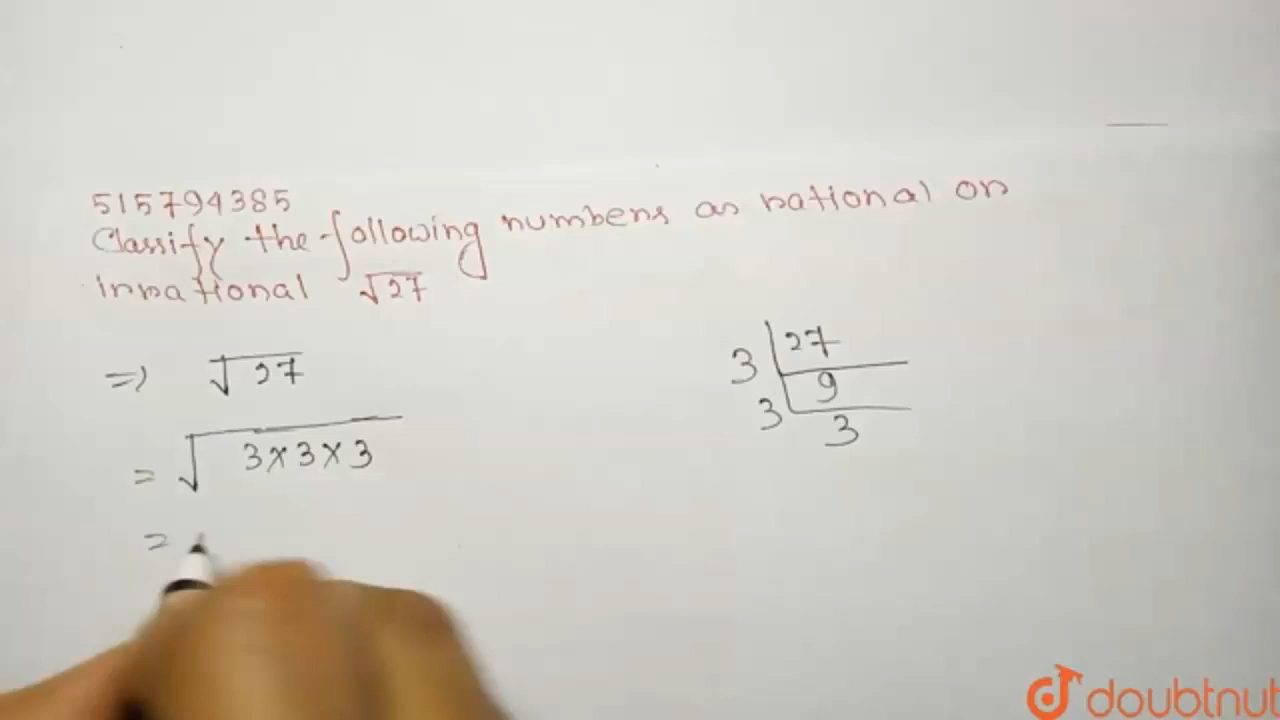 515794385
Classify the following numbers as rational or
irrational √27
⇒ √27
= √3×3×3
=
3 | 27
3 | 9
3
doubtnut